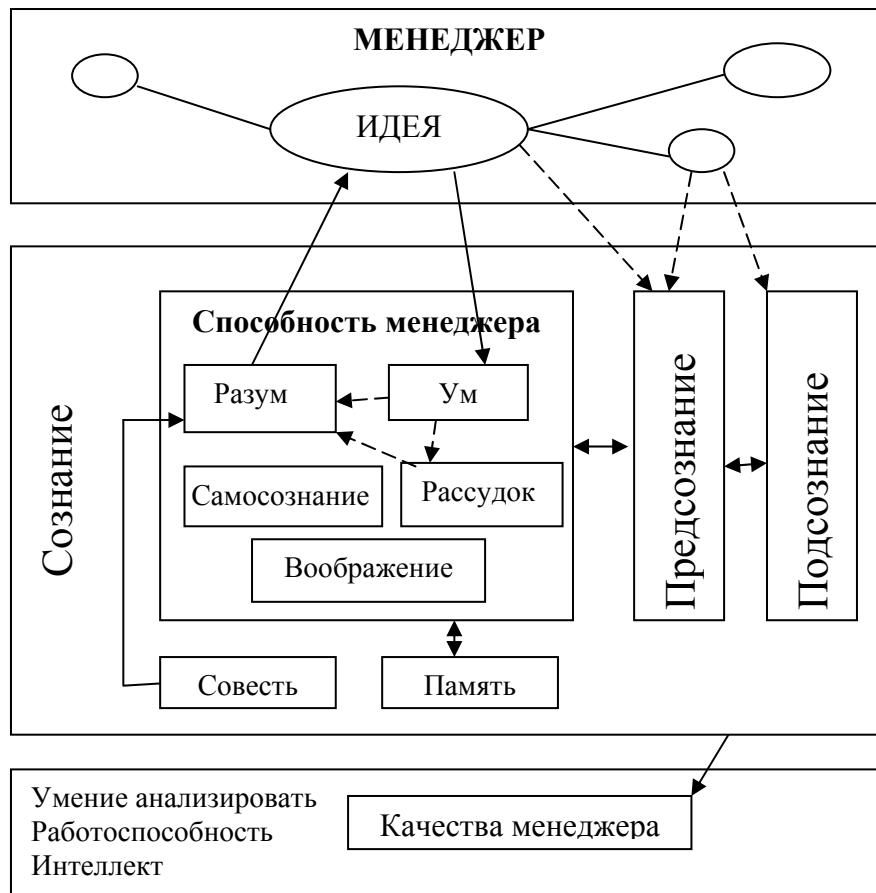 МЕНЕДЖЕР
ИДЕЯ
Сознание
Способность менеджера
Разум
Ум
Самосознание
Рассудок
Воображение
Предсознание
Подсознание
Совесть
Память
Умение анализировать
Работоспособность
Интеллект
Качества менеджера